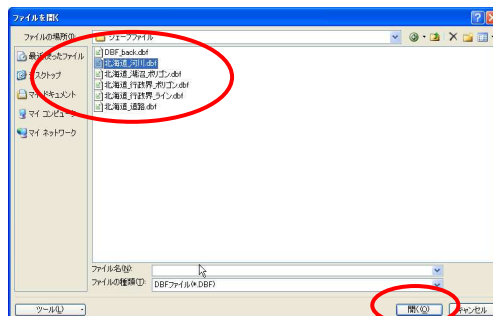 ファイルを開く
ファイルの場所(I):
シェープファイル
最近使ったファイル
デスクトップ
マイ ドキュメント
マイ コンピュータ
マイ ネットワーク
DBF_back.dbf
北海道_河川.dbf
北海道_湖沼_ポリゴン.dbf
北海道_行政界_ポリゴン.dbf
北海道_行政界_ライン.dbf
北海道_道路.dbf
ファイル名(N):
ファイルの種類(T):
DBFファイル(*.DBF)
ツール(L)
開く(O)
キャンセル